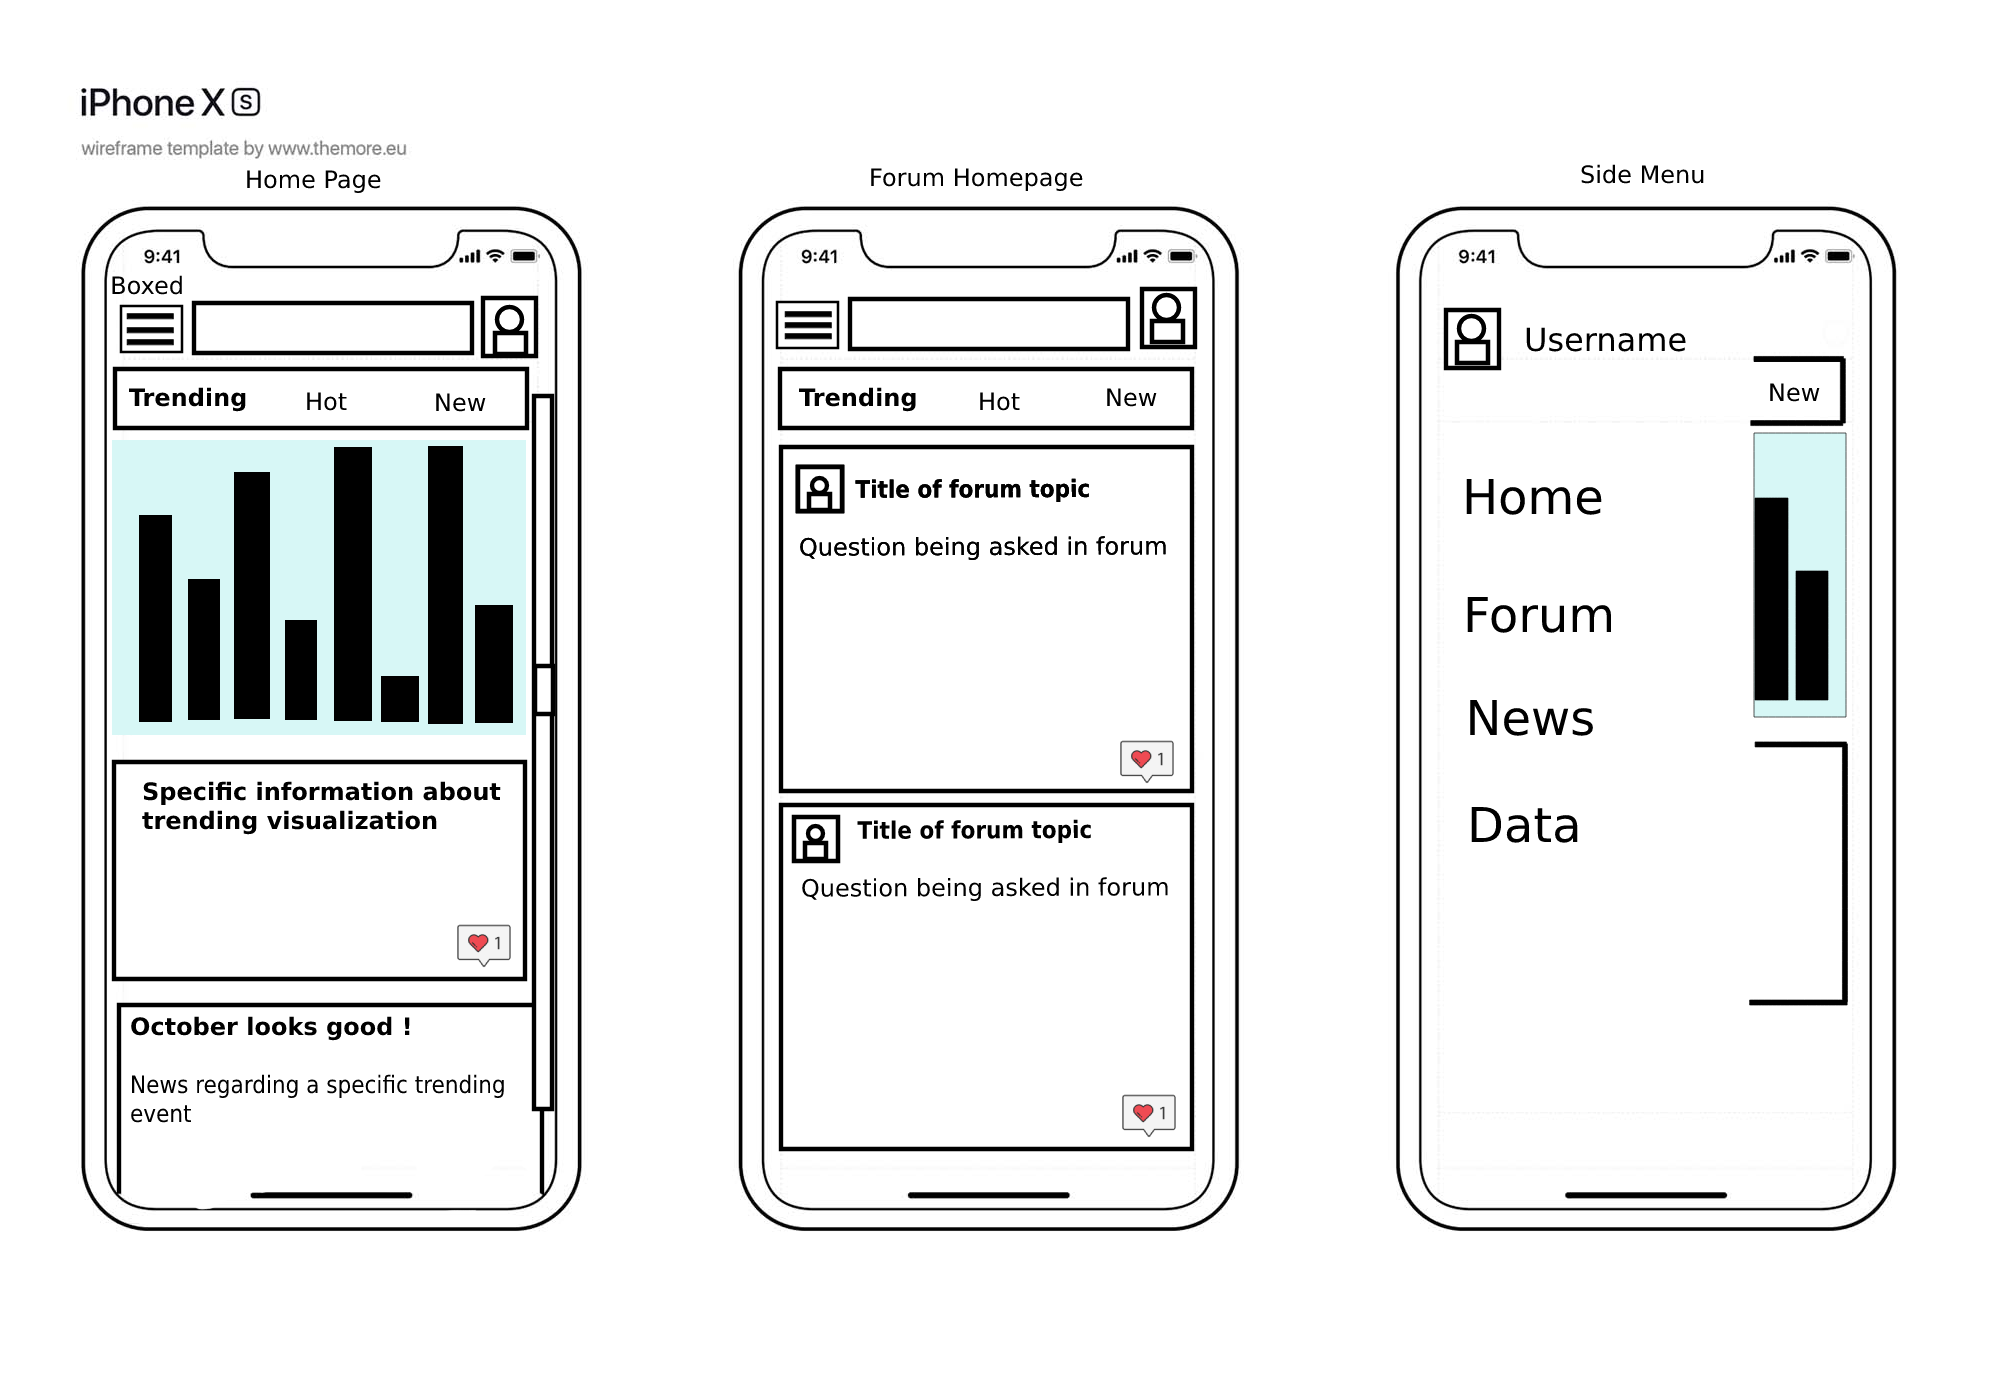 iPhone X S
wireframe template by www.themore.eu
Home Page
9:41
Boxed
Trending Hot New
Specific information about
trending visualization
1
October looks good !
News regarding a specific trending
event
Forum Homepage
9:41
Trending Hot New
Title of forum topic
Question being asked in forum
1
Title of forum topic
Question being asked in forum
1
Side Menu
9:41
Username
New
Home
Forum
News
Data